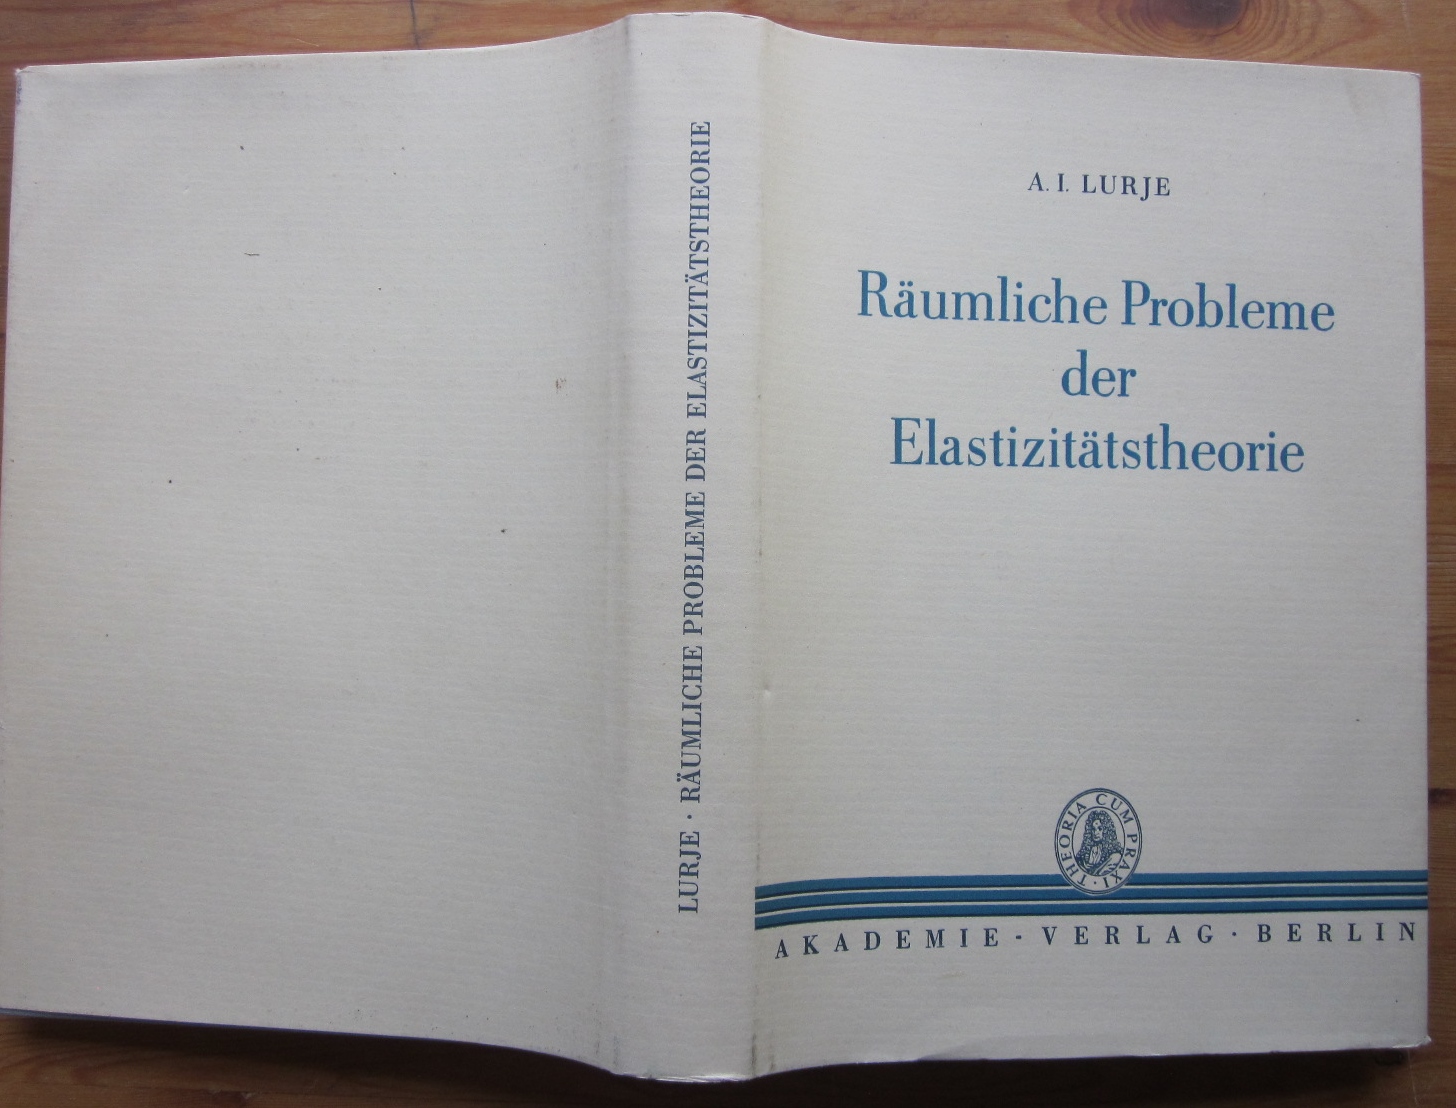 LURJE · RÄUMLICHE PROBLEME DER ELASTIZITÄTSTHEORIE
A. I. LURJE
Räumliche Probleme
der
Elastizitätstheorie
THEORIA CUM PRAXI ·
AKADEMIE - VERLAG · BERLIN